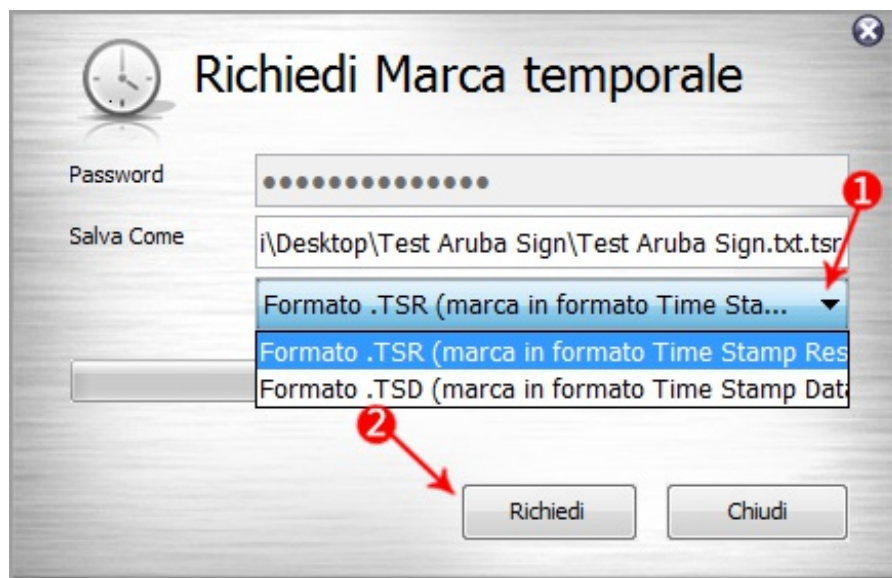 Richiedi Marca temporale
Password
1
Salva Come
i\Desktop\Test Aruba Sign\Test Aruba Sign.txt.tsr
Formato .TSR (marca in formato Time Sta...
Formato .TSR (marca in formato Time Stamp Res
Formato .TSD (marca in formato Time Stamp Data
2
Richiedi
Chiudi